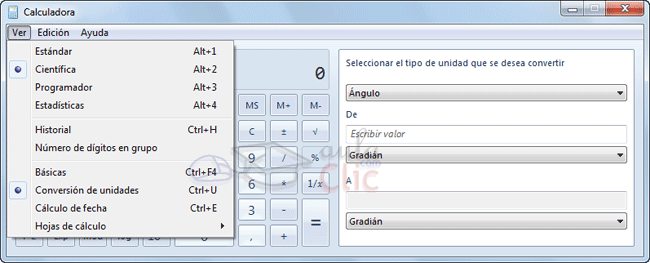 Calculadora
Ver Edición Ayuda
Estándar Alt+1
Científica Alt+2
Programador Alt+3
Estadísticas Alt+4
Historial Ctrl+H
Número de dígitos en grupo
Básicas Ctrl+F4
Conversión de unidades Ctrl+U
Cálculo de fecha Ctrl+E
Hojas de cálculo
0
MS M+ M-
C ± √
9 / %
6 * 1/x
3 - =
, +
Seleccionar el tipo de unidad que se desea convertir
Ángulo
De
Escribir valor
Gradián
A
Gradián
aula
Clic
.com